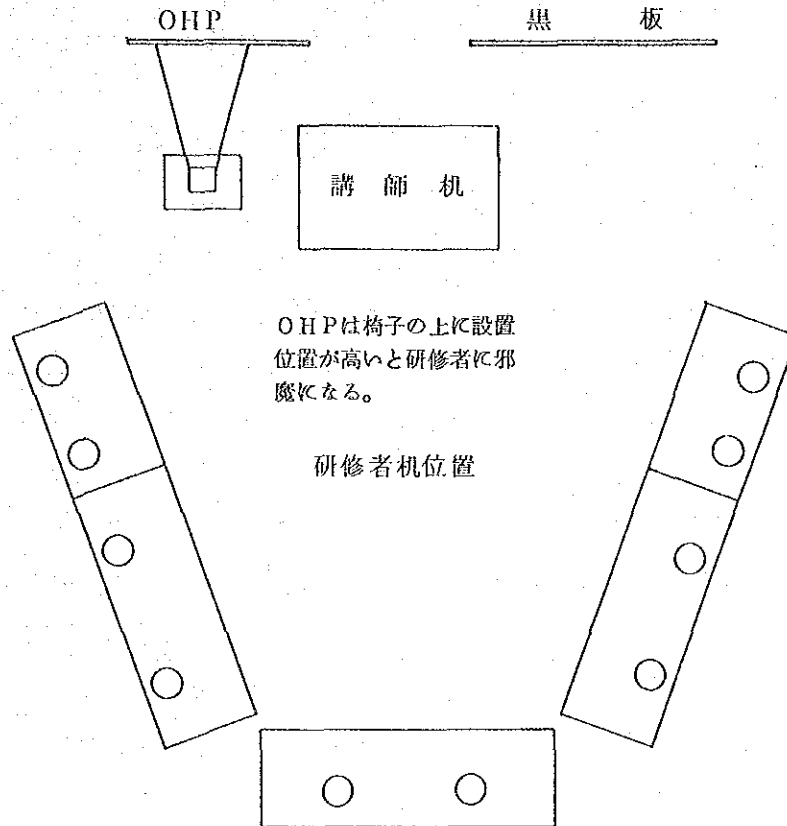 OHP
黒板
講師机
OHPは椅子の上に設置
位置が高いと研修者に邪
魔になる。
研修者机位置